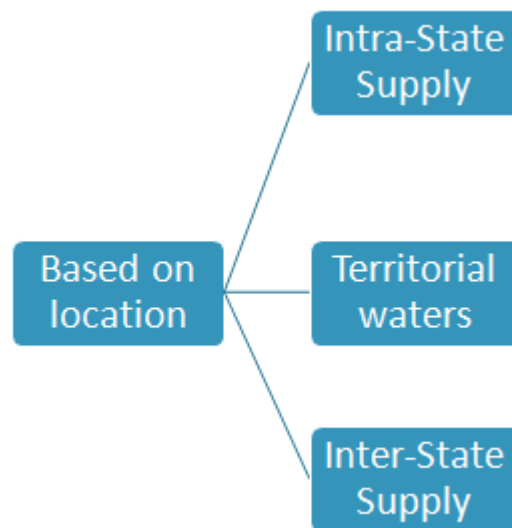 Intra-State
Supply
Based on
location
Territorial
waters
Inter-State
Supply